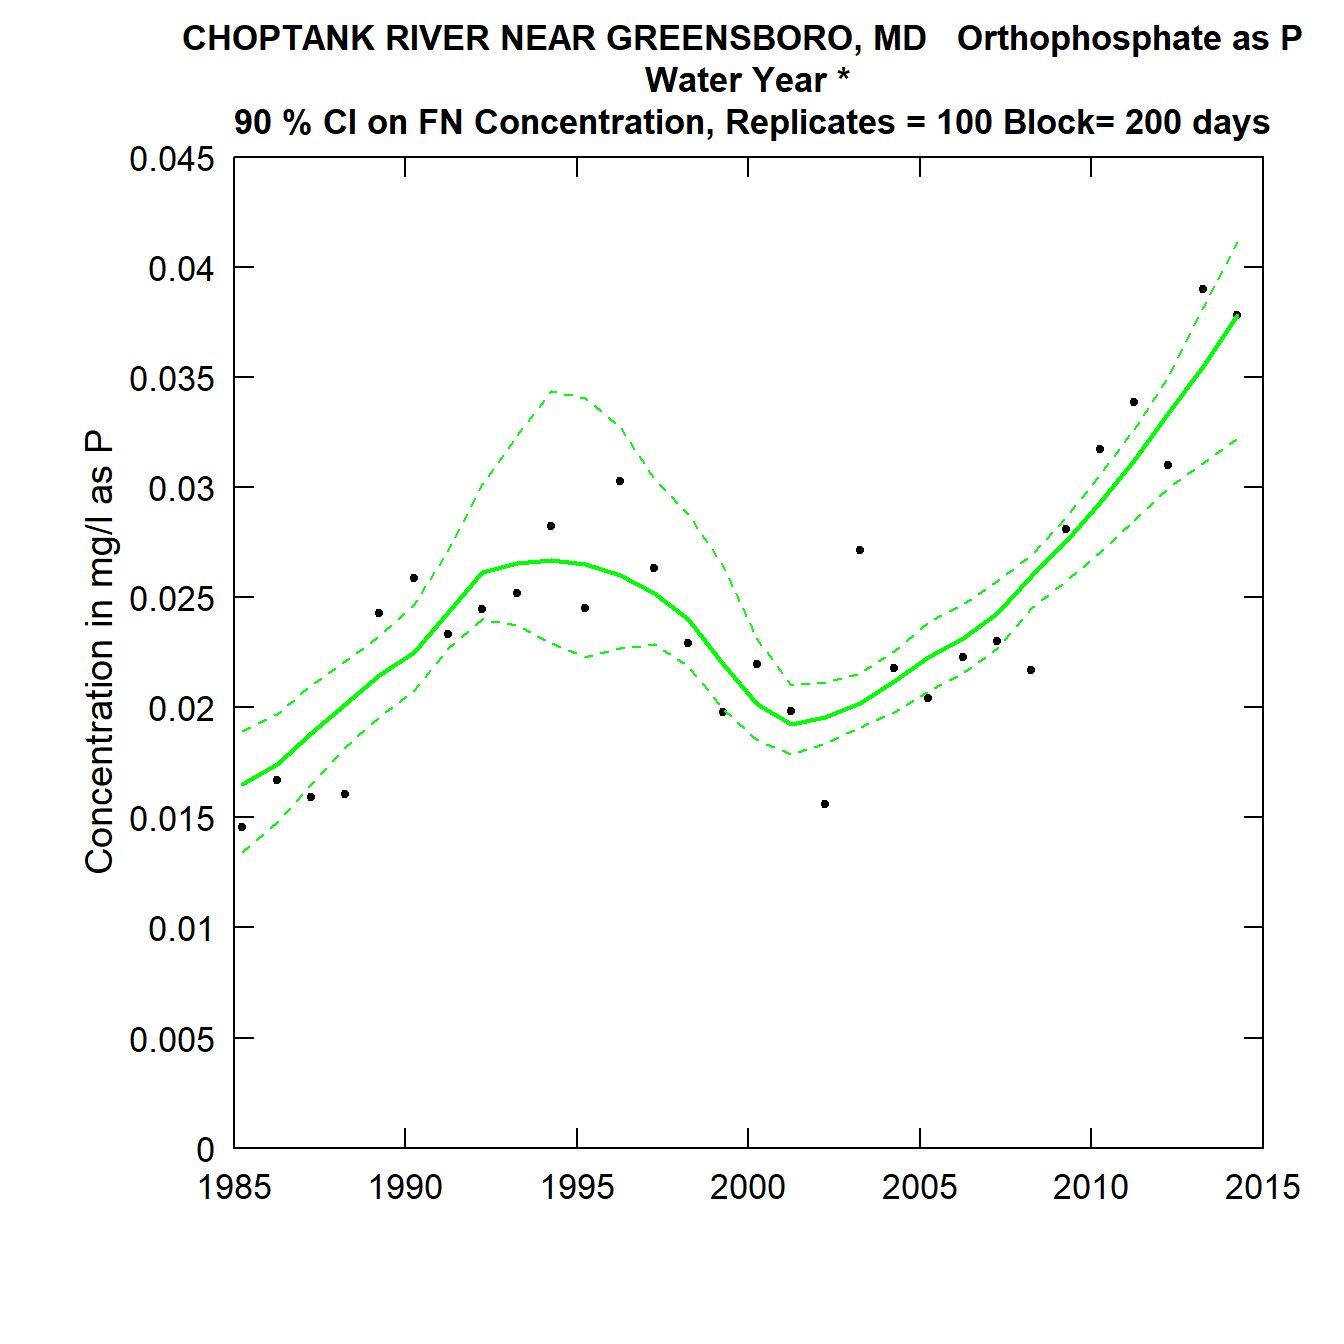 CHOPTANK RIVER NEAR GREENSBORO, MD   Orthophosphate as P
Water Year *
90 % CI on FN Concentration, Replicates = 100 Block= 200 days
Concentration in mg/l as P
0.045
0.04
0.035
0.03
0.025
0.02
0.015
0.01
0.005
0
1985 1990 1995 2000 2005 2010 2015